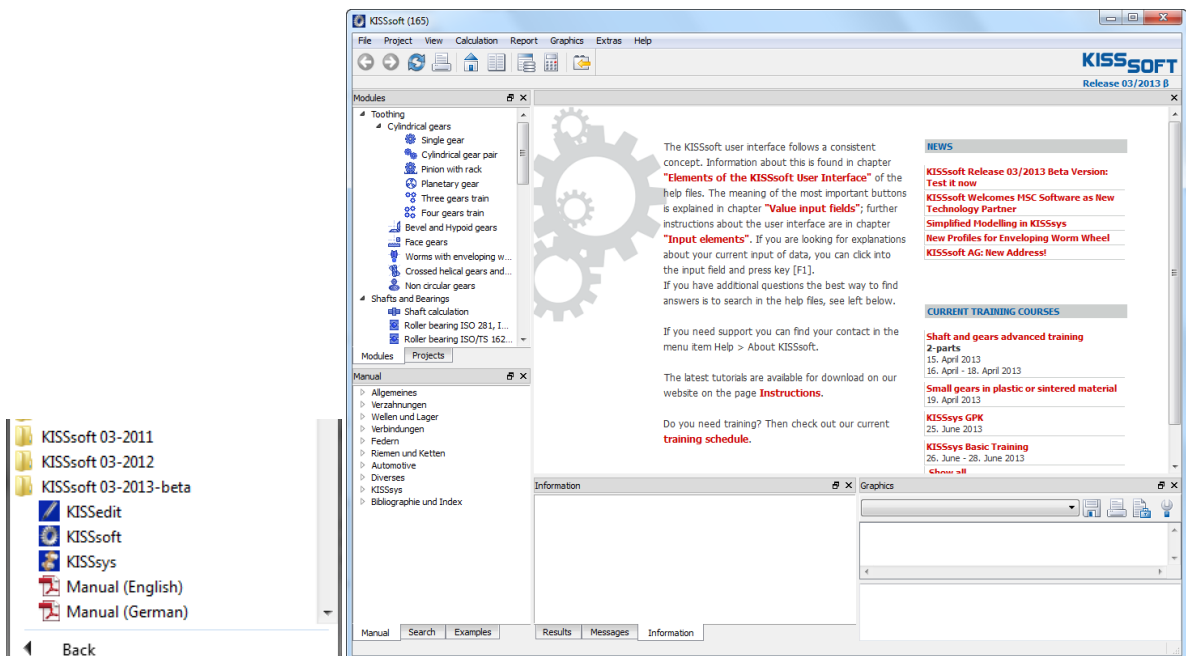 KISSsoft 03-2011
KISSsoft 03-2012
KISSsoft 03-2013-beta
KISSedit
KISSsoft
KISSsys
Manual (English)
Manual (German)
Back
KISSsoft (165)
File Project View Calculation Report Graphics Extras Help
KISSSOFT
Release 03/2013 β
Modules
Toothing
Cylindrical gears
Single gear
Cylindrical gear pair
Pinion with rack
Planetary gear
Three gears train
Four gears train
Bevel and Hypoid gears
Face gears
Worms with enveloping w...
Crossed helical gears and...
Non circular gears
Shafts and Bearings
Shaft calculation
Roller bearing ISO 281, I...
Roller bearing ISO/TS 162...
Modules Projects
Manual
Allgemeines
Verzahnungen
Wellen und Lager
Verbindungen
Federn
Riemen und Ketten
Automotive
Diverses
KISSsys
Bibliographie und Index
Manual Search Examples
The KISSsoft user interface follows a consistent
concept. Information about this is found in chapter
"Elements of the KISSsoft User Interface" of the
help files. The meaning of the most important buttons
is explained in chapter "Value input fields"; further
instructions about the user interface are in chapter
"Input elements". If you are looking for explanations
about your current input of data, you can click into
the input field and press key [F1].
If you have additional questions the best way to find
answers is to search in the help files, see left below.
If you need support you can find your contact in the
menu item Help > About KISSsoft.
The latest tutorials are available for download on our
website on the page Instructions.
Do you need training? Then check out our current
training schedule.
NEWS
KISSsoft Release 03/2013 Beta Version:
Test it now
KISSsoft Welcomes MSC Software as New
Technology Partner
Simplified Modelling in KISSsys
New Profiles for Enveloping Worm Wheel
KISSsoft AG: New Address!
CURRENT TRAINING COURSES
Shaft and gears advanced training
2-parts
15. April 2013
16. April - 18. April 2013
Small gears in plastic or sintered material
19. April 2013
KISSsys GPK
25. June 2013
KISSsys Basic Training
26. June - 28. June 2013
Show all
Information
Results Messages Information
Graphics